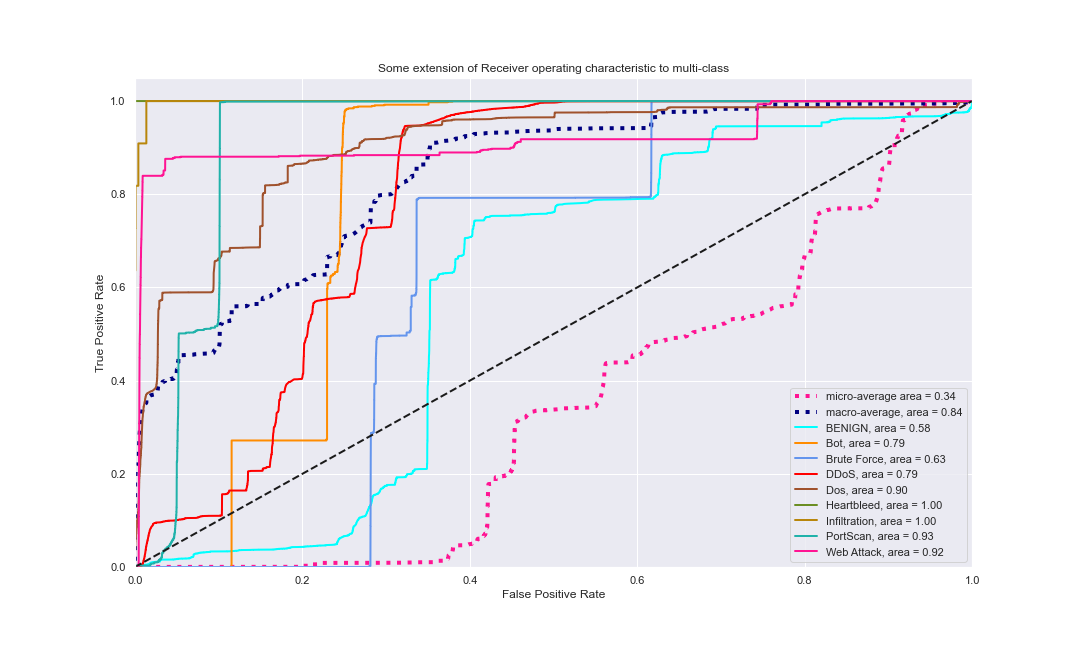 Some extension of Receiver operating characteristic to multi-class
True Positive Rate
1.0
0.8
0.6
0.4
0.2
0.0
0.0 0.2 0.4 0.6 0.8 1.0
False Positive Rate
micro-average area = 0.34
macro-average, area = 0.84
BENIGN, area = 0.58
Bot, area = 0.79
Brute Force, area = 0.63
DDoS, area = 0.79
Dos, area = 0.90
Heartbleed, area = 1.00
Infiltration, area = 1.00
PortScan, area = 0.93
Web Attack, area = 0.92